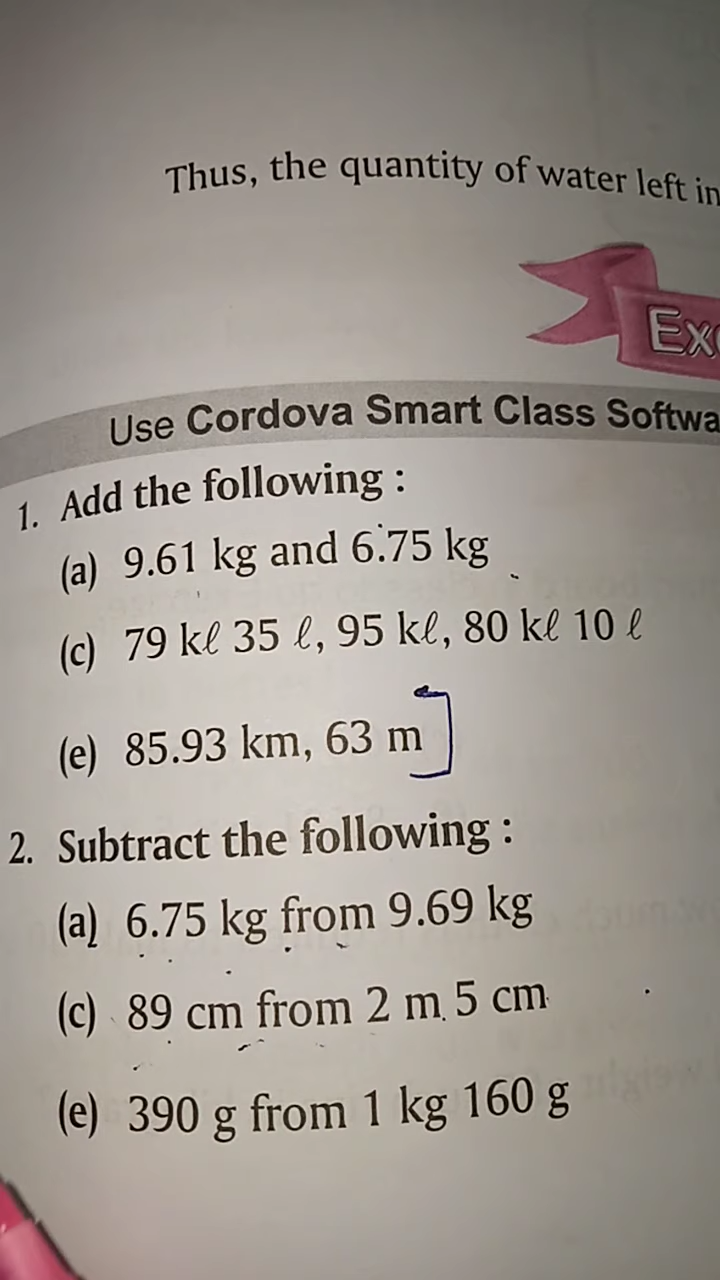 Thus, the quantity of water left in
Use Cordova Smart Class
1. Add the following :
(a) 9.61 kg and 6.75 kg
(c) 79 kℓ 35 ℓ, 95 kℓ, 80 kℓ 10 ℓ
(e) 85.93 km, 63 m
2. Subtract the following :
(a) 6.75 kg from 9.69 kg
(c) 89 cm from 2 m 5 cm
(e) 390 g from 1 kg 160 g